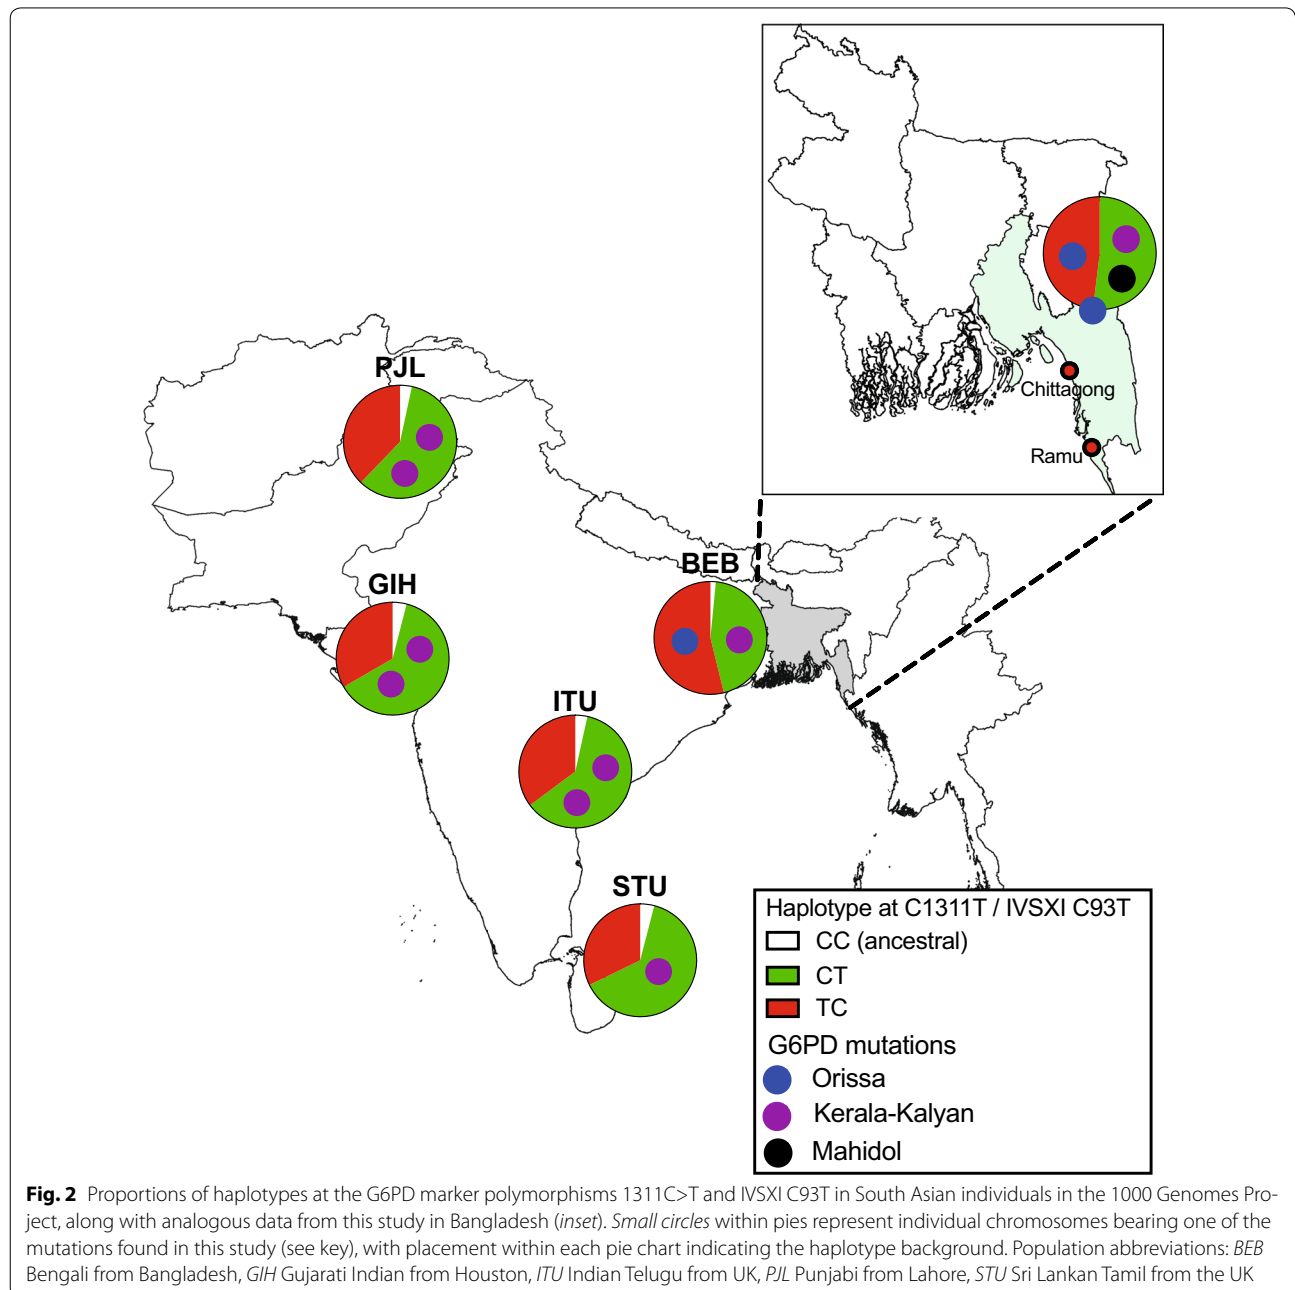 Chittagong
Ramu
PJL
BEB
GIH
ITU
STU
Haplotype at C1311T / IVSXI C93T
CC (ancestral)
CT
TC
G6PD mutations
Orissa
Kerala-Kalyan
Mahidol
Fig. 2 Proportions of haplotypes at the G6PD marker polymorphisms 1311C>T and IVSXI C93T in South Asian individuals in the 1000 Genomes Pro-
ject, along with analogous data from this study in Bangladesh (inset). Small circles within pies represent individual chromosomes bearing one of the
mutations found in this study (see key), with placement within each pie chart indicating the haplotype background. Population abbreviations: BEB
Bengali from Bangladesh, GIH Gujarati Indian from Houston, ITU Indian Telugu from UK, PJL Punjabi from Lahore, STU Sri Lankan Tamil from the UK